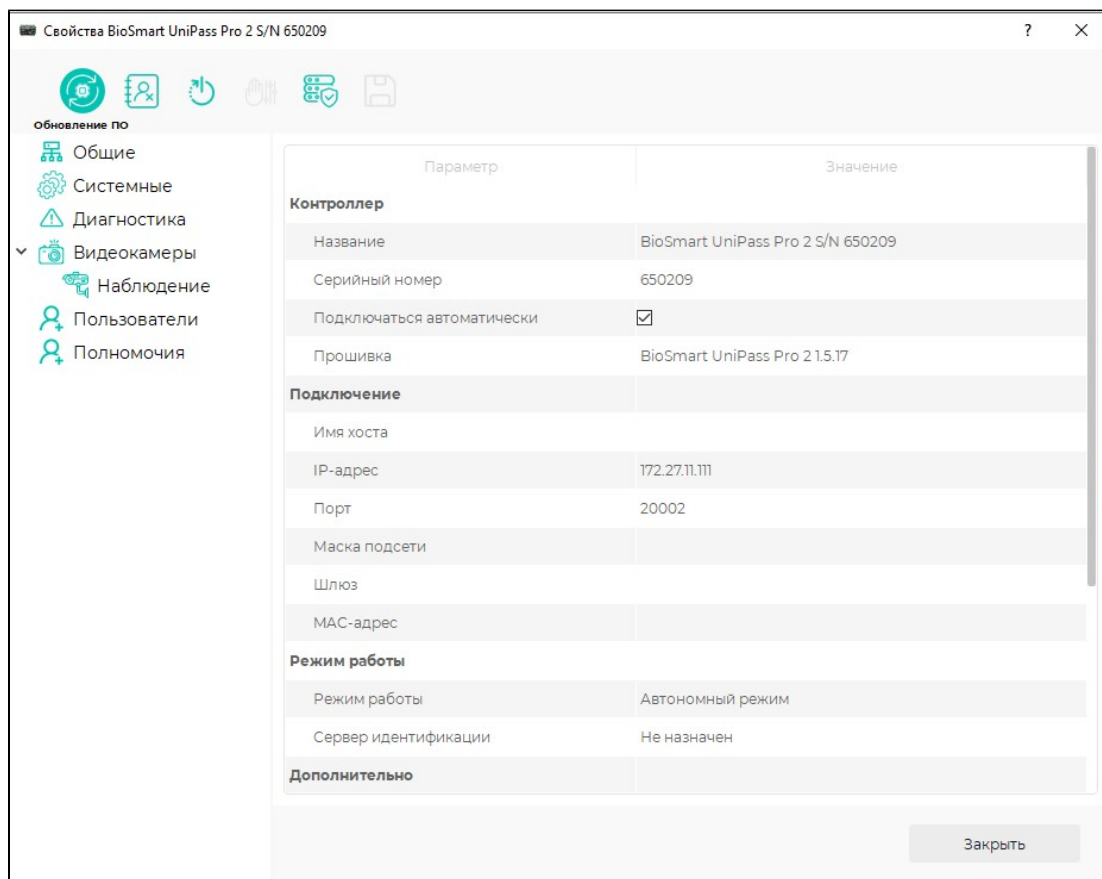 Свойства BioSmart UniPass Pro 2 S/N 650209
?
Обновление ПО
Общие
Системные
Диагностика
Видеокамеры
Наблюдение
Пользователи
Полномочия
Параметр Значение
Контроллер
Название BioSmart UniPass Pro 2 S/N 650209
Серийный номер 650209
Подключаться автоматически
Прошивка BioSmart UniPass Pro 2 1.5.17
Подключение
Имя хоста
IP-адрес 172.27.11.111
Порт 20002
Маска подсети
Шлюз
MAC-адрес
Режим работы
Режим работы Автономный режим
Сервер идентификации Не назначен
Дополнительно
Закрыть